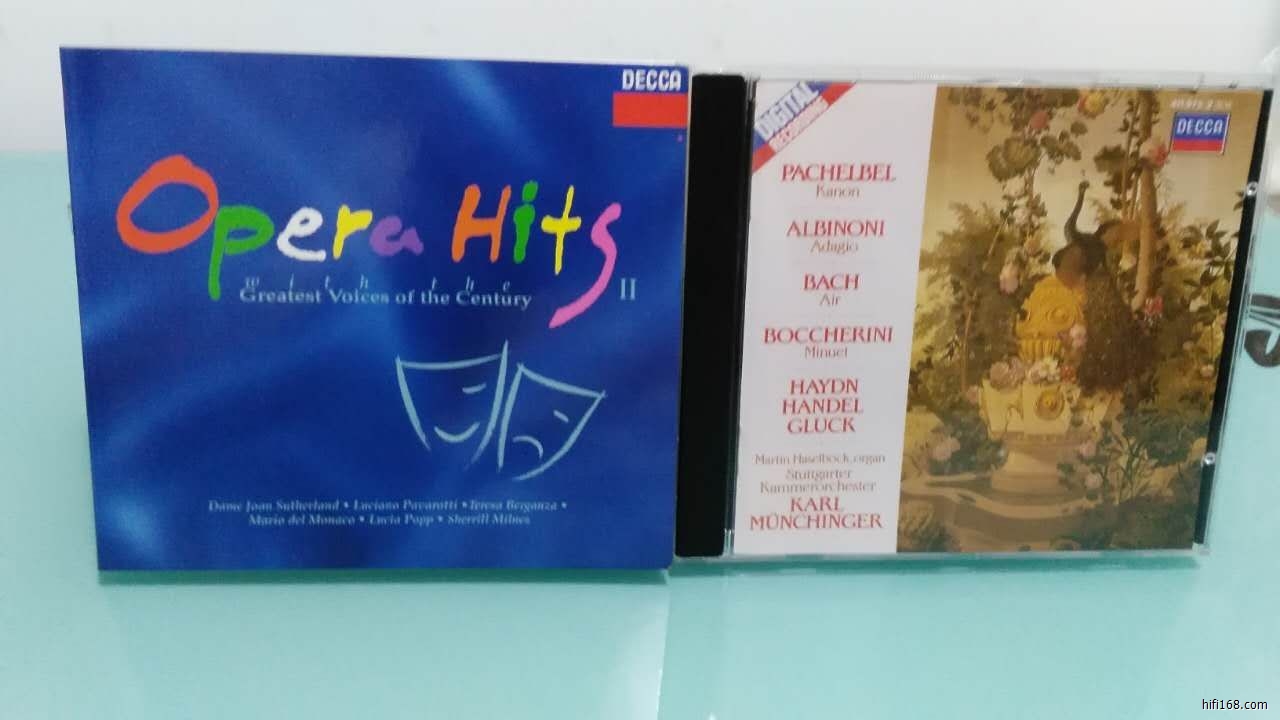 DECCA
Opera Hits
with the
Greatest Voices of the Century
II
Dame Joan Sutherland • Luciano Pavarotti • Teresa Berganza •
Mario del Monaco • Lucia Popp • Sherrill Milnes
DIGITAL
RECORDING
DECCA
PACHELBEL
Kanon
ALBINONI
Adagio
BACH
Air
BOCCHERINI
Minuet
HAYDN
HANDEL
GLUCK
Martin Haselböck, organ
Stuttgarter
Kammerorchester
KARL
MÜNCHINGER
hifi168.com